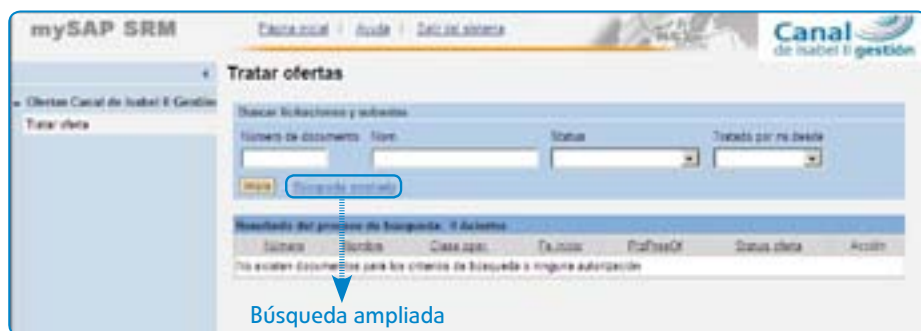 mySAP SRM
Página inicial | Ayuda | Salir del sistema
Canal
de Isabel II gestión
Tratar ofertas
Ofertas Canal de Isabel II Gestión
Tratar oferta
Buscar licitaciones y subastas
Número de documento Nom. Status Tratado por mí desde
Inicio Búsqueda ampliada
Resultado del proceso de búsqueda: 0 Aciertos
Número Nombre Clase oper. Fe.inicio Status oferta Acción
No existen documentos para los criterios de búsqueda o ninguna autorización
Búsqueda ampliada